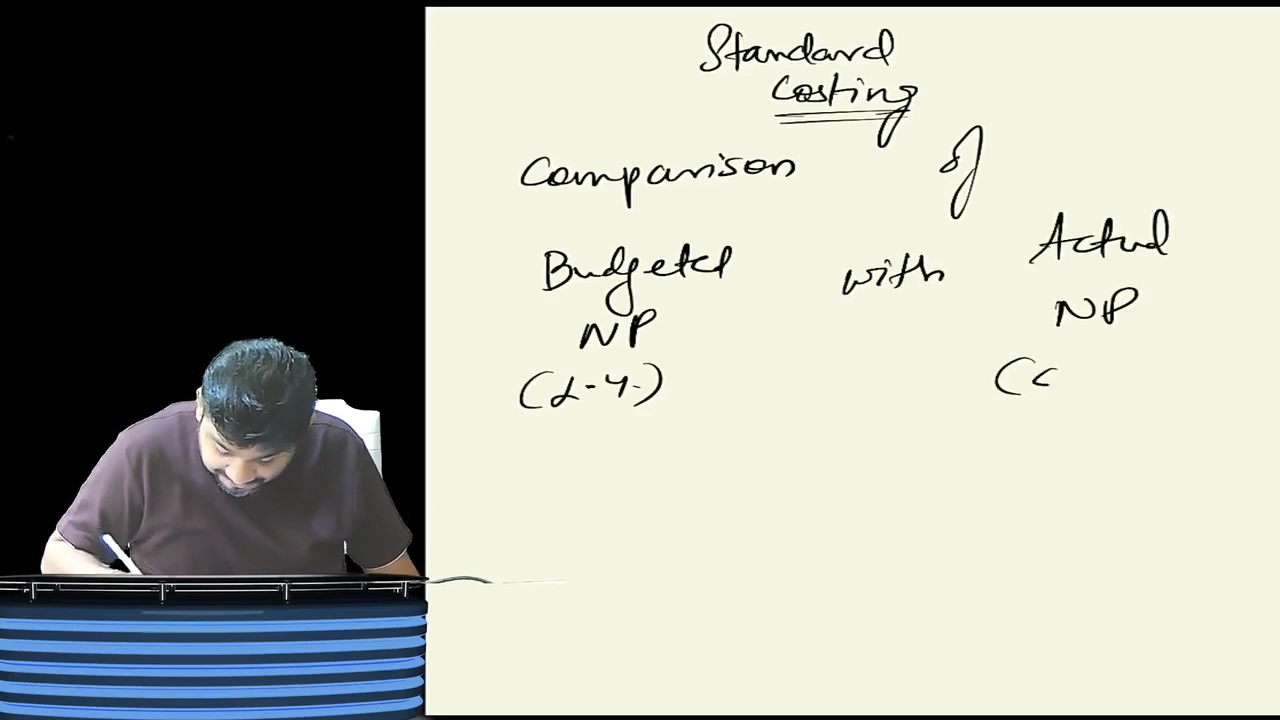 Standard
Costing
Comparison of
Budgeted with Actual
NP NP
(L-Y.) (C